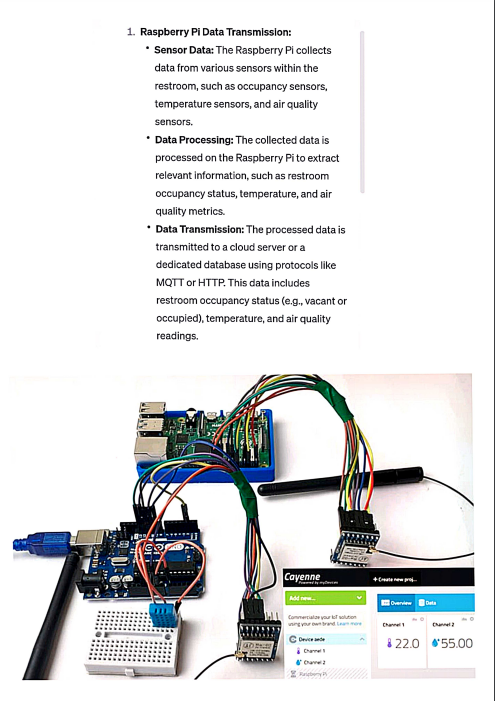 1. Raspberry Pi Data Transmission:
• Sensor Data: The Raspberry Pi collects
data from various sensors within the
restroom, such as occupancy sensors,
temperature sensors, and air quality
sensors.
• Data Processing: The collected data is
processed on the Raspberry Pi to extract
relevant information, such as restroom
occupancy status, temperature, and air
quality metrics.
• Data Transmission: The processed data is
transmitted to a cloud server or a
dedicated database using protocols like
MQTT or HTTP. This data includes
restroom occupancy status (e.g., vacant or
occupied), temperature, and air quality
readings.
Cayenne
Powered by myDevices
+ Create new proj...
Add new...
Commercialize your IoT solution
using your own brand. Learn more
Device aede
Channel 1
Channel 2
Raspberry Pi
Overview
Data
Channel 1
22.0
Channel 2
55.00